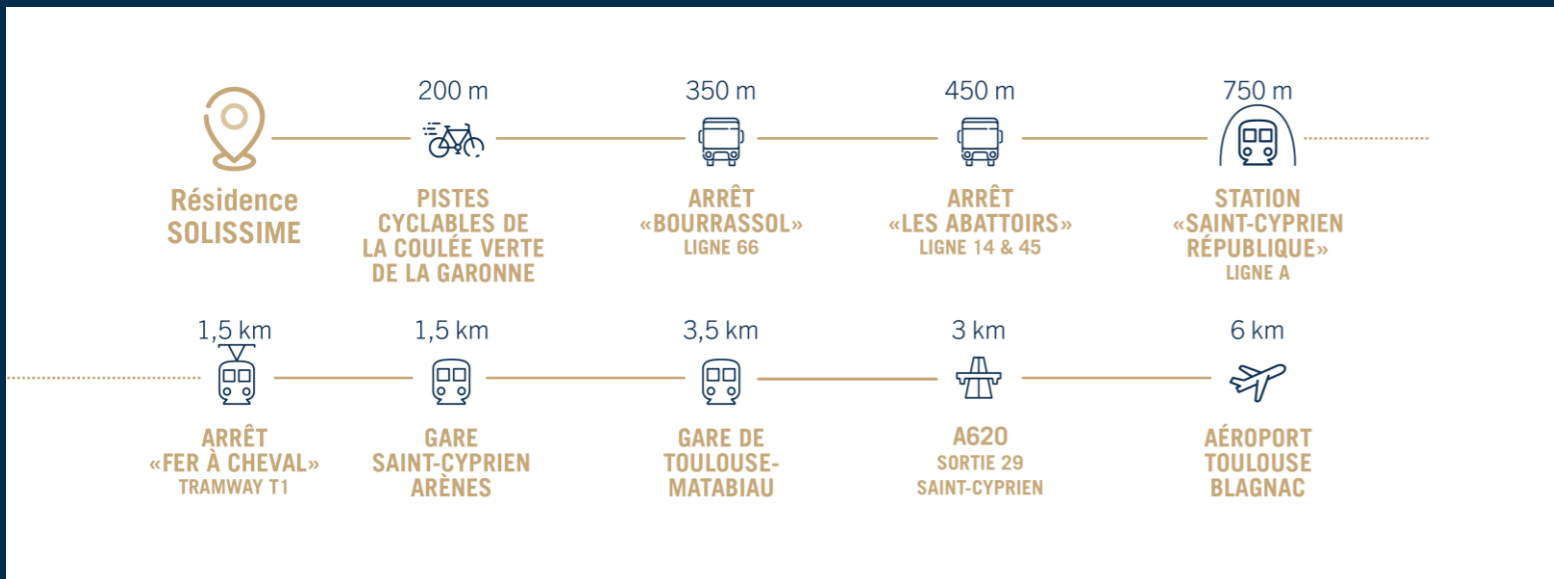 200 m
350 m
450 m
750 m
Résidence
SOLISSIME
PISTES
CYCLABLES DE
LA COULÉE VERTE
DE LA GARONNE
ARRÊT
«BOURRASSOL»
LIGNE 66
ARRÊT
«LES ABATTOIRS»
LIGNE 14 & 45
STATION
«SAINT-CYPRIEN
RÉPUBLIQUE»
LIGNE A
1,5 km
1,5 km
3,5 km
3 km
6 km
ARRÊT
«FER À CHEVAL»
TRAMWAY T1
GARE
SAINT-CYPRIEN
ARÈNES
GARE DE
TOULOUSE-
MATABIAU
A620
SORTIE 29
SAINT-CYPRIEN
AÉROPORT
TOULOUSE
BLAGNAC